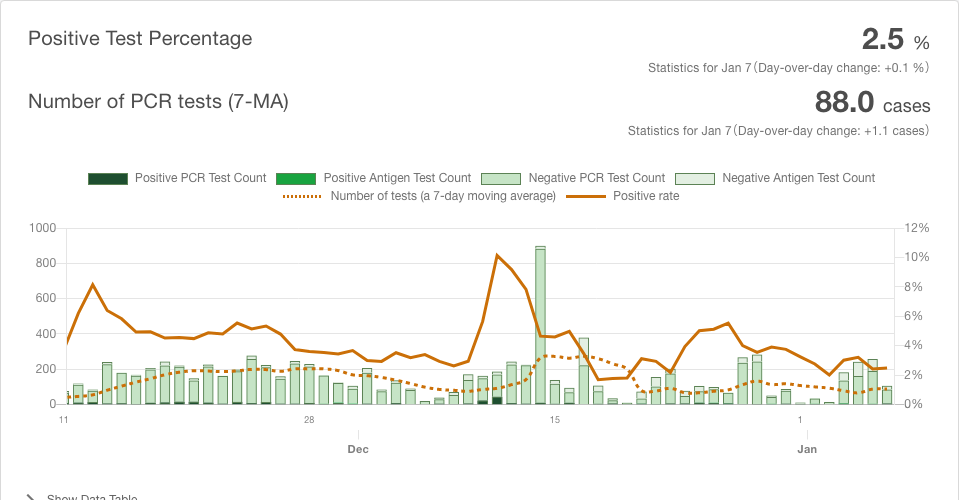 Positive Test Percentage
2.5 %
Statistics for Jan 7（Day-over-day change: +0.1 %）
Number of PCR tests (7-MA)
88.0 cases
Statistics for Jan 7（Day-over-day change: +1.1 cases）
Positive PCR Test Count Positive Antigen Test Count Negative PCR Test Count Negative Antigen Test Count
Number of tests (a 7-day moving average) Positive rate
1000 12%
10%
800
8%
600
6%
400
4%
200 2%
0 0%
11 28 15 1
Dec Jan
Show Data Table